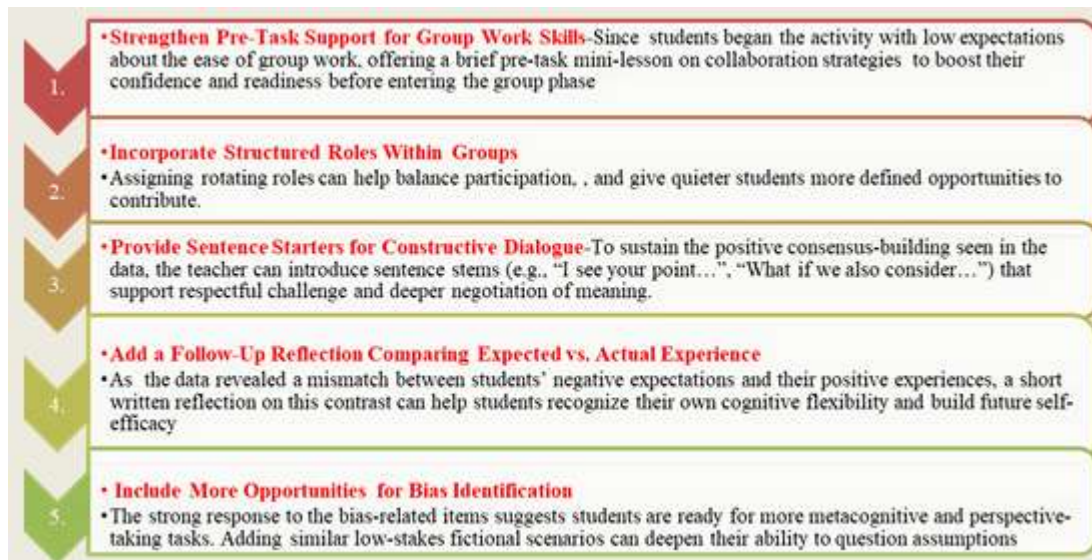 1.
•Strengthen Pre-Task Support for Group Work Skills-Since students began the activity with low expectations
about the ease of group work, offering a brief pre-task mini-lesson on collaboration strategies to boost their
confidence and readiness before entering the group phase
2.
•Incorporate Structured Roles Within Groups
•Assigning rotating roles can help balance participation, , and give quieter students more defined opportunities to
contribute.
3.
•Provide Sentence Starters for Constructive Dialogue-To sustain the positive consensus-building seen in the
data, the teacher can introduce sentence stems (e.g., “I see your point…”, “What if we also consider…”) that
support respectful challenge and deeper negotiation of meaning.
4.
•Add a Follow-Up Reflection Comparing Expected vs. Actual Experience
•As the data revealed a mismatch between students’ negative expectations and their positive experiences, a short
written reflection on this contrast can help students recognize their own cognitive flexibility and build future self-
efficacy
5.
• Include More Opportunities for Bias Identification
•The strong response to the bias-related items suggests students are ready for more metacognitive and perspective-
taking tasks. Adding similar low-stakes fictional scenarios can deepen their ability to question assumptions